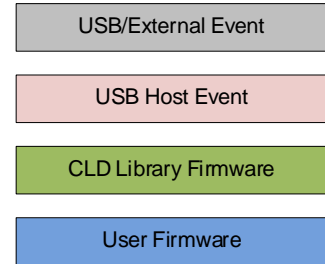 USB/External Event
USB Host Event
CLD Library Firmware
User Firmware